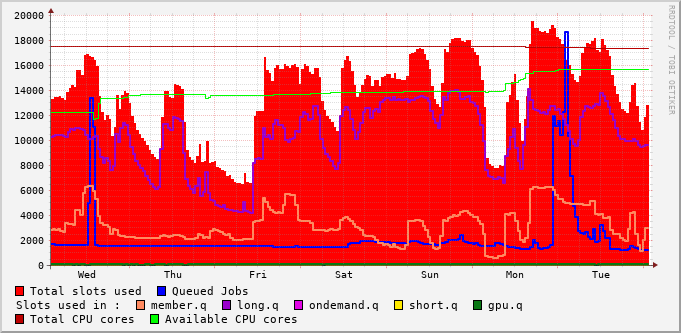 20000
18000
16000
14000
12000
10000
8000
6000
4000
2000
0
Wed Thu Fri Sat Sun Mon Tue
Total slots used Queued Jobs
Slots used in : member.q long.q ondemand.q short.q gpu.q
Total CPU cores Available CPU cores
RRDTOOL / TOBI OETIKER